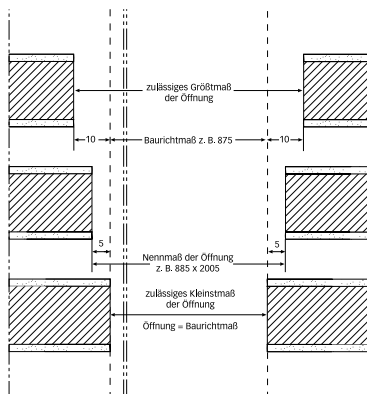 zulässiges Größtmaß
der Öffnung
10
Baurichtmaß z. B. 875
10
5
5
Nennmaß der Öffnung
z. B. 885 x 2005
zulässiges Kleinstmaß
der Öffnung
Öffnung = Baurichtmaß